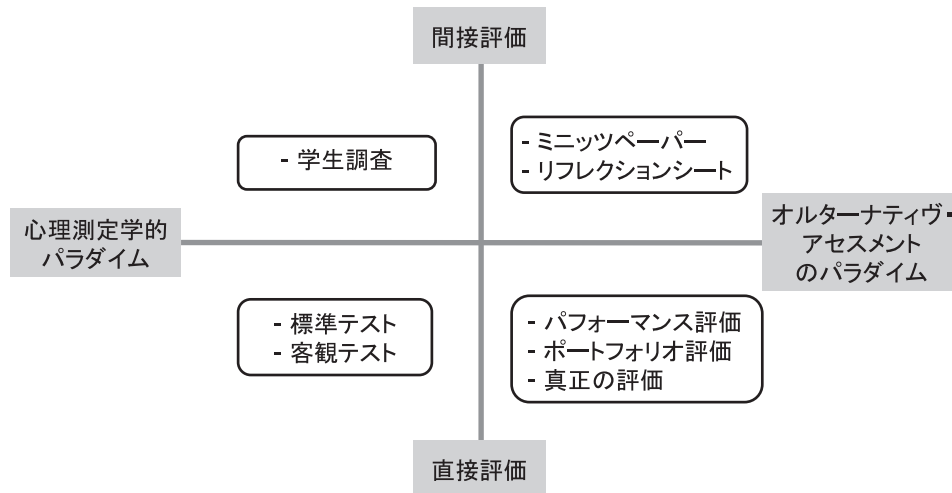 間接評価
- 学生調査
- ミニッツペーパー
- リフレクションシート
心理測定学的
パラダイム
オルターナティヴ・
アセスメント
のパラダイム
- 標準テスト
- 客観テスト
- パフォーマンス評価
- ポートフォリオ評価
- 真正の評価
直接評価